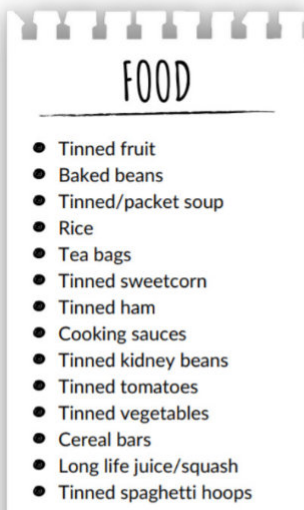 FOOD
Tinned fruit
Baked beans
Tinned/packet soup
Rice
Tea bags
Tinned sweetcorn
Tinned ham
Cooking sauces
Tinned kidney beans
Tinned tomatoes
Tinned vegetables
Cereal bars
Long life juice/squash
Tinned spaghetti hoops